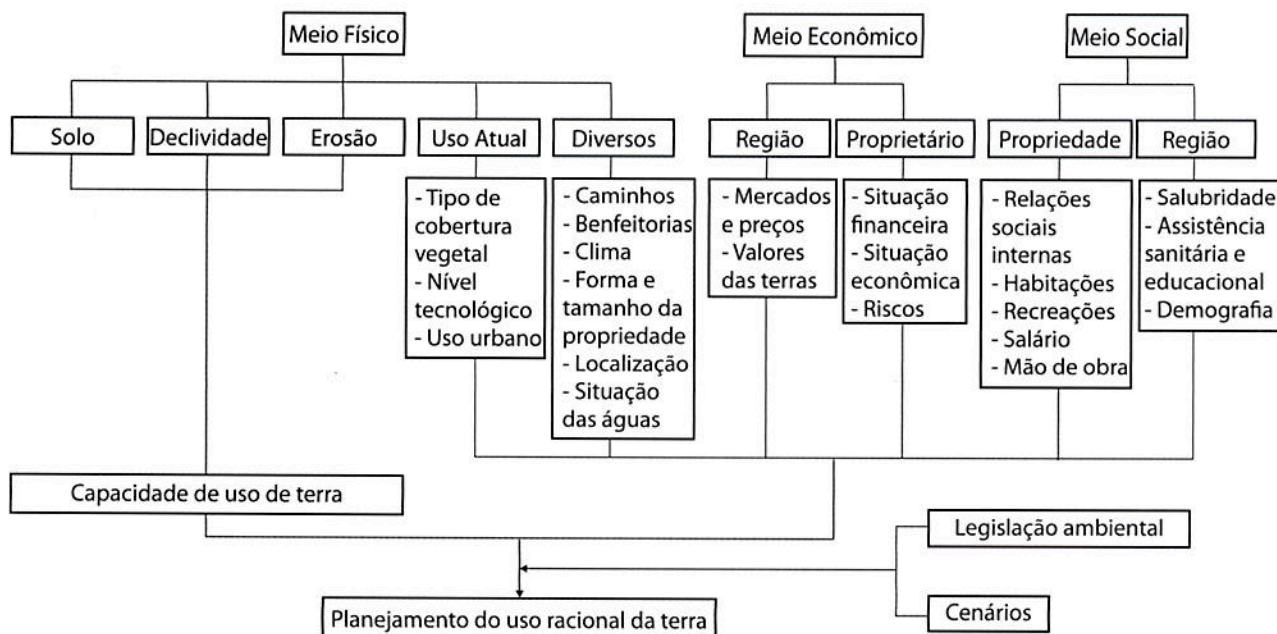 Meio Físico
Meio Econômico
Meio Social
Solo
Declividade
Erosão
Uso Atual
Diversos
Região
Proprietário
Propriedade
Região
- Tipo de
cobertura
vegetal
- Nível
tecnológico
- Uso urbano
- Caminhos
- Benfeitorias
- Clima
- Forma e
tamanho da
propriedade
- Localização
- Situação
das águas
- Mercados
e preços
- Valores
das terras
- Situação
financeira
- Situação
econômica
- Riscos
- Relações
sociais
internas
- Habitações
- Recreações
- Salário
- Mão de obra
- Salubridade
- Assistência
sanitária e
educacional
- Demografia
Capacidade de uso de terra
Legislação ambiental
Cenários
Planejamento do uso racional da terra